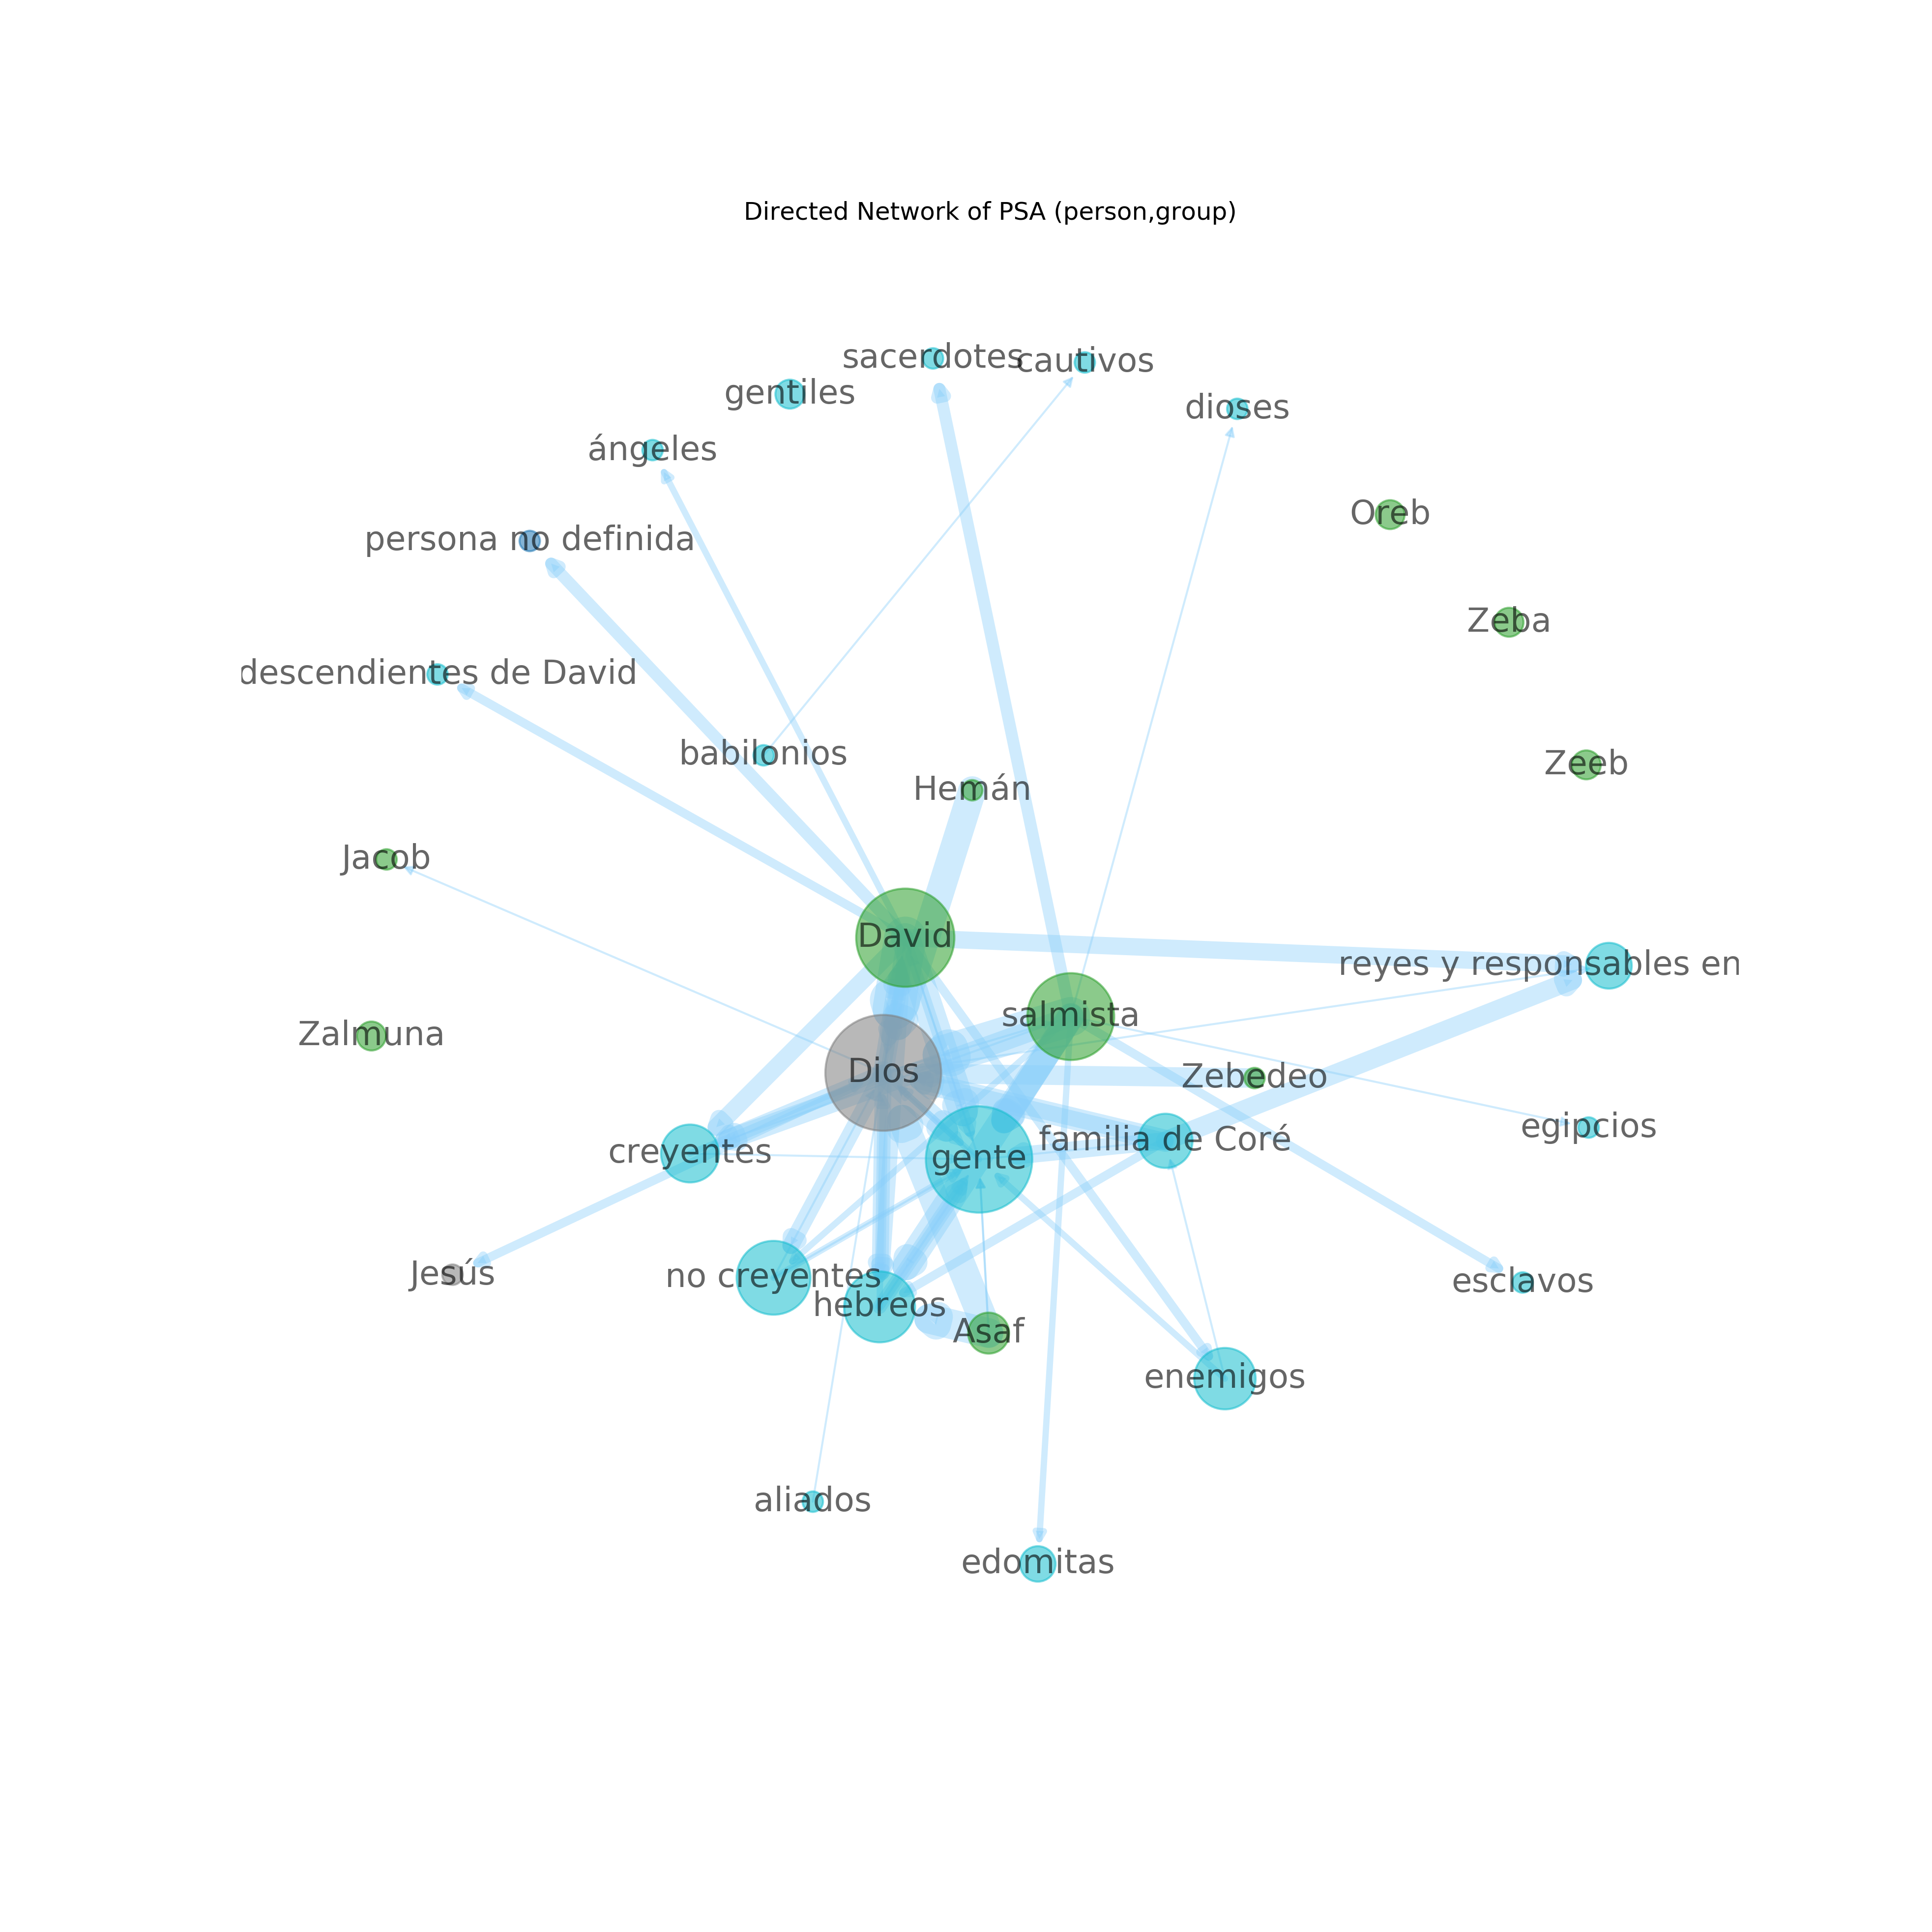 Directed Network of PSA (person,group)
sacerdotes
cautivos
gentiles
dioses
ángeles
Oreb
persona no definida
Zeba
descendientes de David
babilonios
Zeeb
Hemán
Jacob
David
reyes y responsables en
salmista
Zalmuna
Dios
Zebedeo
egipcios
familia de Coré
creyentes
gente
Jesús
no creyentes
esclavos
hebreos
Asaf
enemigos
aliados
edomitas